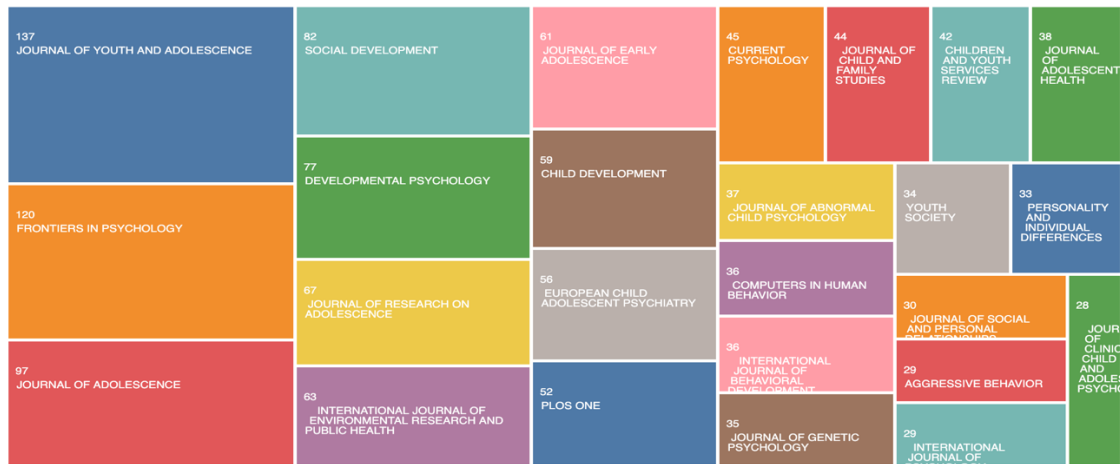 137
JOURNAL OF YOUTH AND ADOLESCENCE
120
FRONTIERS IN PSYCHOLOGY
97
JOURNAL OF ADOLESCENCE
82
SOCIAL DEVELOPMENT
77
DEVELOPMENTAL PSYCHOLOGY
67
JOURNAL OF RESEARCH ON
ADOLESCENCE
63
INTERNATIONAL JOURNAL OF
ENVIRONMENTAL RESEARCH AND
PUBLIC HEALTH
61
JOURNAL OF EARLY
ADOLESCENCE
59
CHILD DEVELOPMENT
56
EUROPEAN CHILD
ADOLESCENT PSYCHIATRY
52
PLOS ONE
45
CURRENT
PSYCHOLOGY
44
JOURNAL OF
CHILD AND
FAMILY
STUDIES
42
CHILDREN
AND YOUTH
SERVICES
REVIEW
38
JOURNAL
OF
ADOLESCENT
HEALTH
37
JOURNAL OF ABNORMAL
CHILD PSYCHOLOGY
36
COMPUTERS IN HUMAN
BEHAVIOR
36
INTERNATIONAL
JOURNAL OF
BEHAVIORAL
DEVELOPMENT
35
JOURNAL OF GENETIC
PSYCHOLOGY
34
YOUTH
SOCIETY
33
PERSONALITY
AND
INDIVIDUAL
DIFFERENCES
30
JOURNAL OF SOCIAL
AND PERSONAL
RELATIONSHIPS
29
AGGRESSIVE BEHAVIOR
29
INTERNATIONAL
JOURNAL OF
28
OF
CHILD
AND